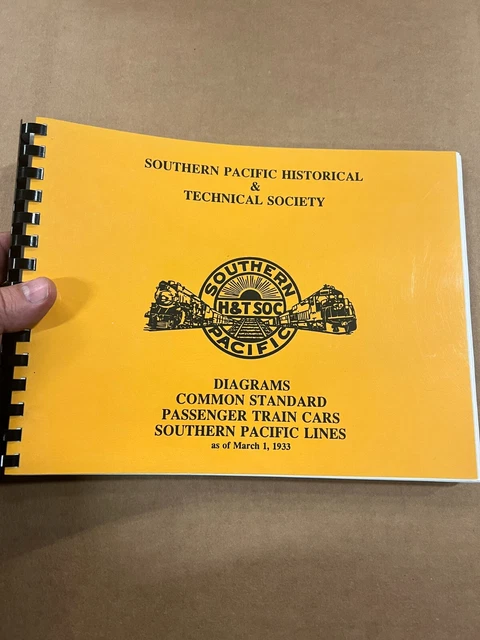 SOUTHERN PACIFIC HISTORICAL
&
TECHNICAL SOCIETY
SOUTHERN
H&T SOC
PACIFIC
DIAGRAMS
COMMON STANDARD
PASSENGER TRAIN CARS
SOUTHERN PACIFIC LINES
as of March 1, 1933